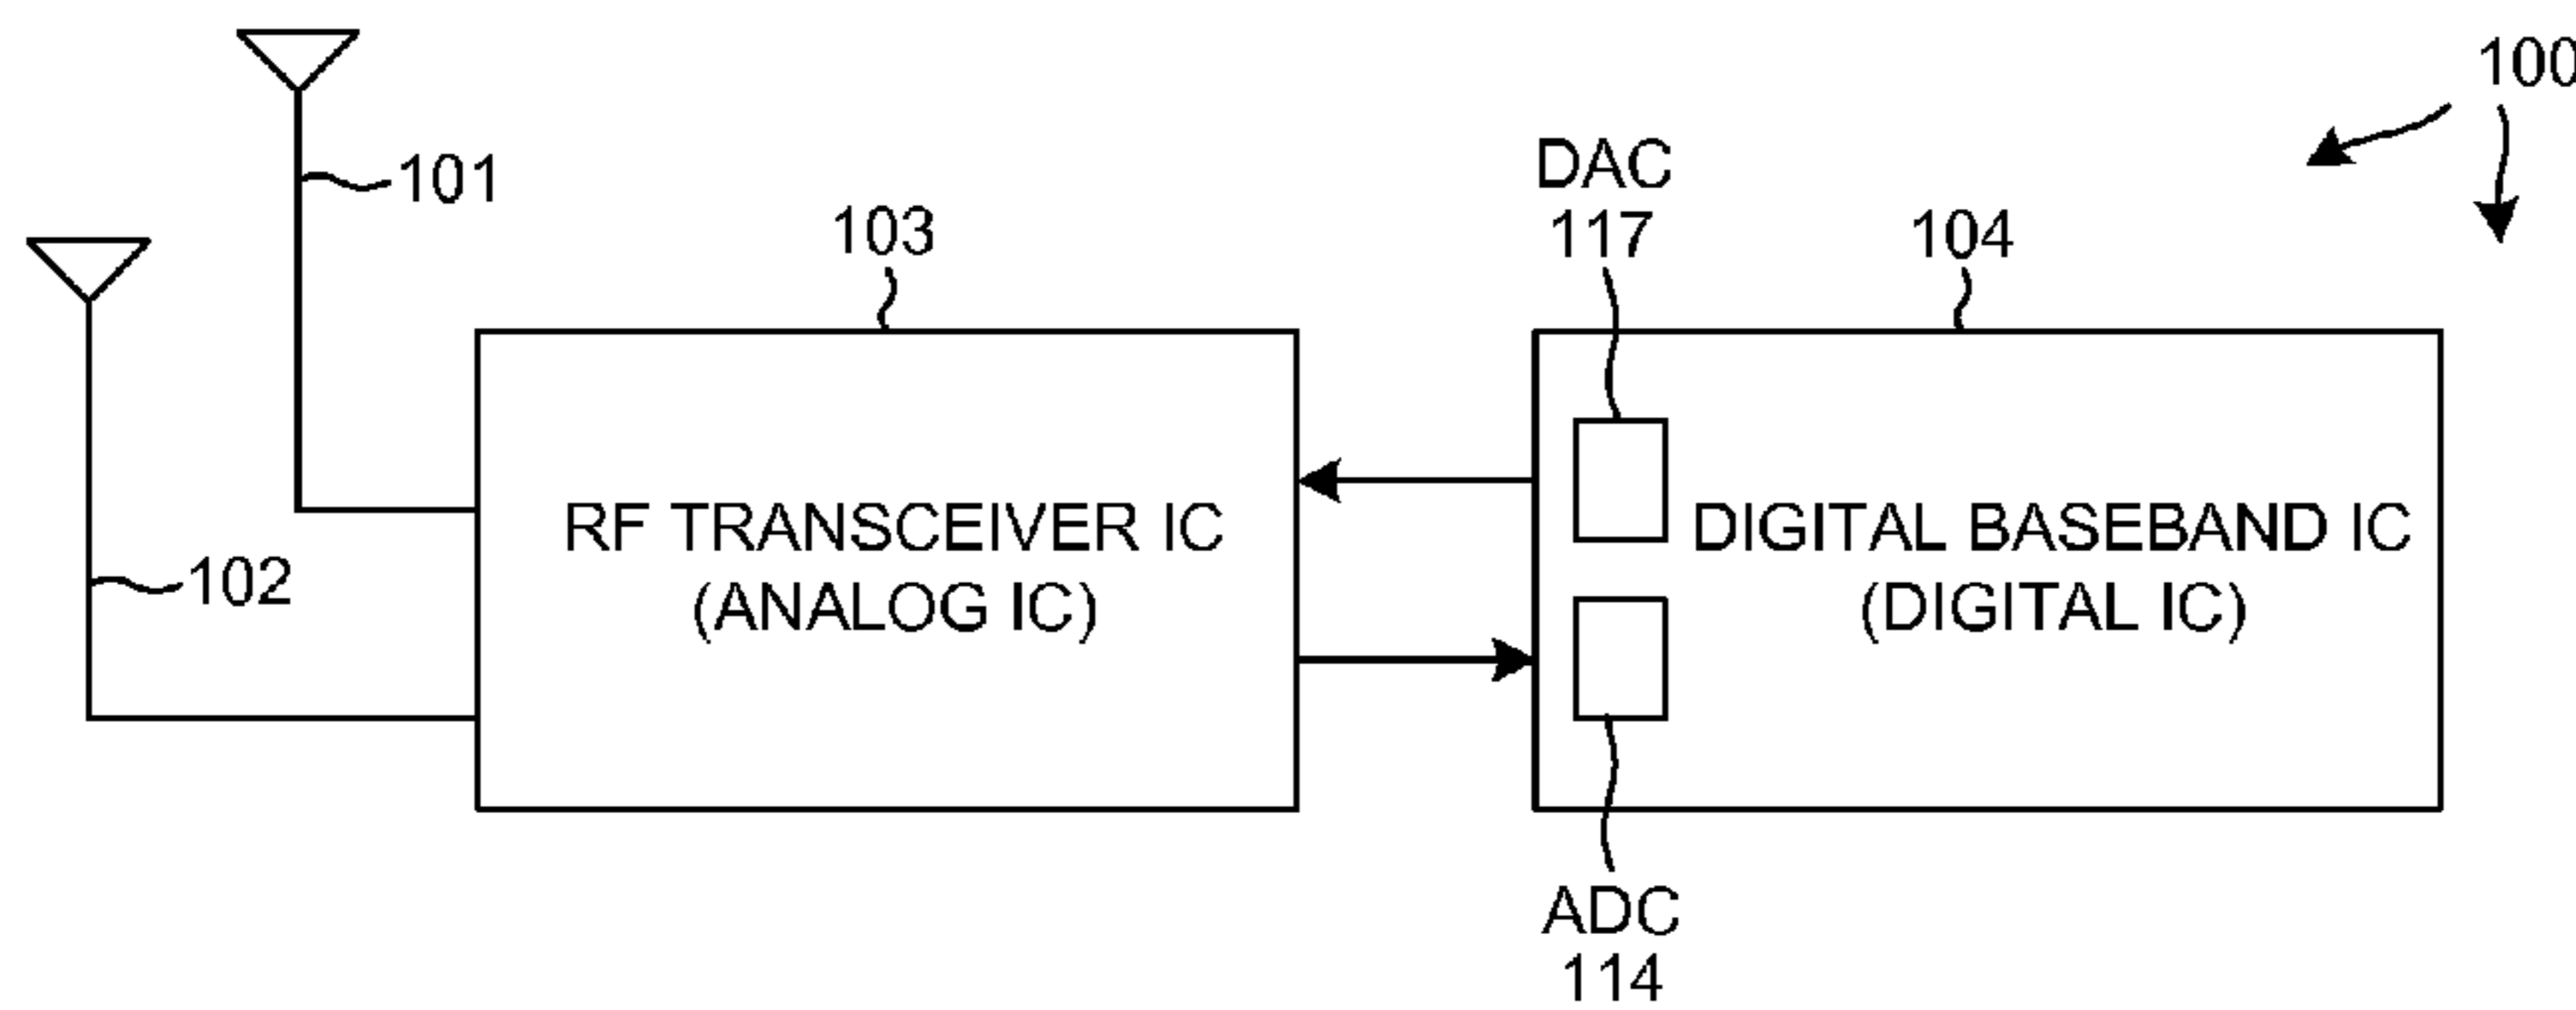 100
DAC
117
101
103
104
RF TRANSCEIVER IC
(ANALOG IC)
DIGITAL BASEBAND IC
(DIGITAL IC)
102
ADC
114